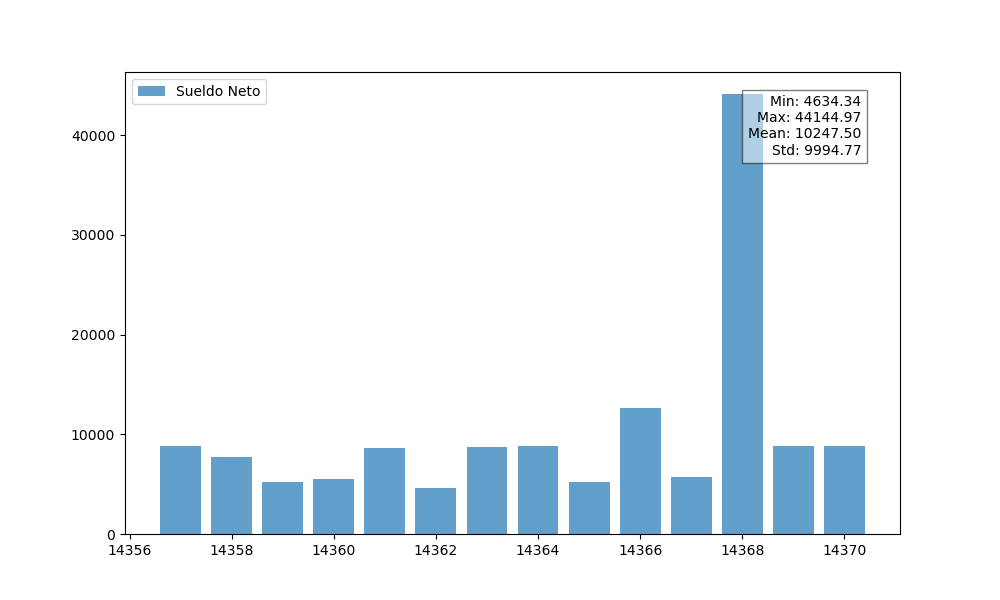 Sueldo Neto
Min: 4634.34
Max: 44144.97
Mean: 10247.50
Std: 9994.77
40000
30000
20000
10000
0
14356 14358 14360 14362 14364 14366 14368 14370